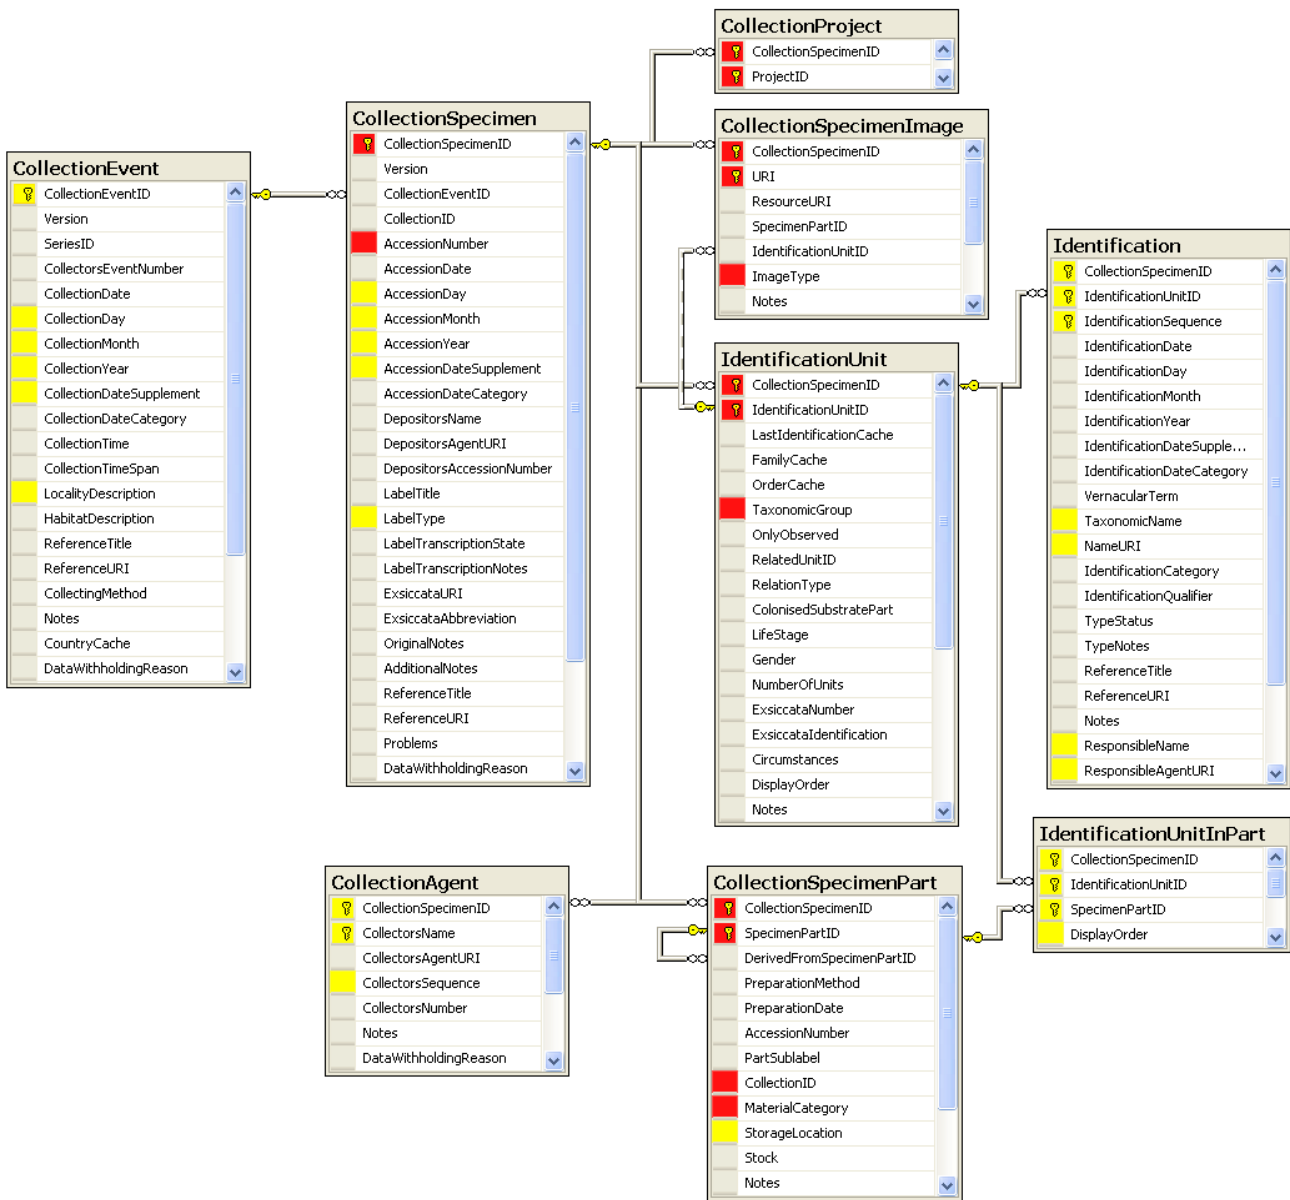 CollectionProject
CollectionSpecimenID
ProjectID
CollectionSpecimen
CollectionSpecimenID
Version
CollectionEventID
CollectionID
AccessionNumber
AccessionDate
AccessionDay
AccessionMonth
AccessionYear
AccessionDateSupplement
AccessionDateCategory
DepositorsName
DepositorsAgentURI
DepositorsAccessionNumber
LabelTitle
LabelType
LabelTranscriptionState
LabelTranscriptionNotes
ExsiccataURI
ExsiccataAbbreviation
OriginalNotes
AdditionalNotes
ReferenceTitle
ReferenceURI
Problems
DataWithholdingReason
CollectionSpecimenImage
CollectionSpecimenID
URI
ResourceURI
SpecimenPartID
IdentificationUnitID
ImageType
Notes
CollectionEvent
CollectionEventID
Version
SeriesID
CollectorsEventNumber
CollectionDate
CollectionDay
CollectionMonth
CollectionYear
CollectionDateSupplement
CollectionDateCategory
CollectionTime
CollectionTimeSpan
LocalityDescription
HabitatDescription
ReferenceTitle
ReferenceURI
CollectingMethod
Notes
CountryCache
DataWithholdingReason
Identification
CollectionSpecimenID
IdentificationUnitID
IdentificationSequence
IdentificationDate
IdentificationDay
IdentificationMonth
IdentificationYear
IdentificationDateSupple...
IdentificationDateCategory
VernacularTerm
TaxonomicName
NameURI
IdentificationCategory
IdentificationQualifier
TypeStatus
TypeNotes
ReferenceTitle
ReferenceURI
Notes
ResponsibleName
ResponsibleAgentURI
IdentificationUnit
CollectionSpecimenID
IdentificationUnitID
LastIdentificationCache
FamilyCache
OrderCache
TaxonomicGroup
OnlyObserved
RelatedUnitID
RelationType
ColonisedSubstratePart
LifeStage
Gender
NumberOfUnits
ExsiccataNumber
ExsiccataIdentification
Circumstances
DisplayOrder
Notes
IdentificationUnitInPart
CollectionSpecimenID
IdentificationUnitID
SpecimenPartID
DisplayOrder
CollectionAgent
CollectionSpecimenID
CollectorsName
CollectorsAgentURI
CollectorsSequence
CollectorsNumber
Notes
DataWithholdingReason
CollectionSpecimenPart
CollectionSpecimenID
SpecimenPartID
DerivedFromSpecimenPartID
PreparationMethod
PreparationDate
AccessionNumber
PartSublabel
CollectionID
MaterialCategory
StorageLocation
Stock
Notes